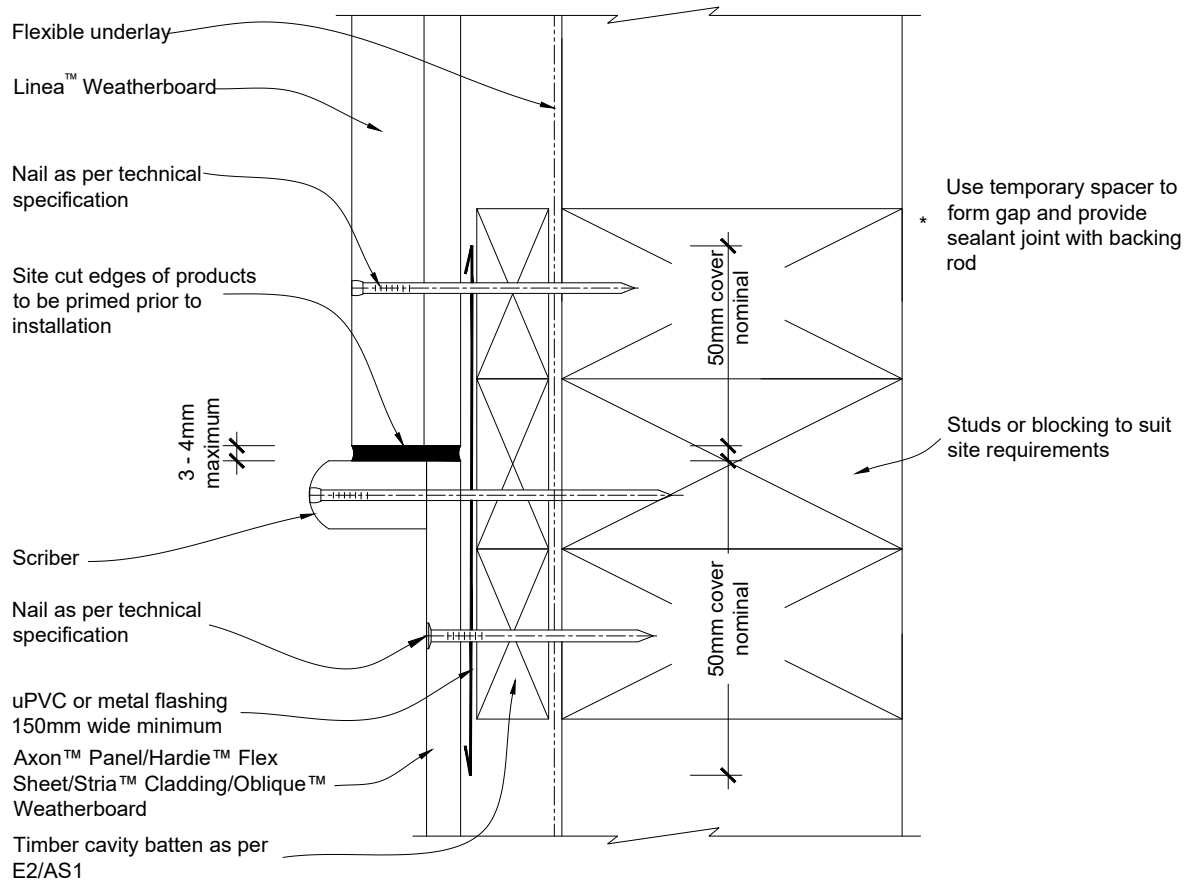 Flexible underlay
Linea™ Weatherboard
Nail as per technical
specification
Site cut edges of products
to be primed prior to
installation
3 - 4mm
maximum
Scriber
Nail as per technical
specification
uPVC or metal flashing
150mm wide minimum
Axon™ Panel/Hardie™ Flex
Sheet/Stria™ Cladding/Oblique™
Weatherboard
Timber cavity batten as per
E2/AS1
50mm cover
nominal
50mm cover
nominal
* Use temporary spacer to
form gap and provide
sealant joint with backing
rod
Studs or blocking to suit
site requirements